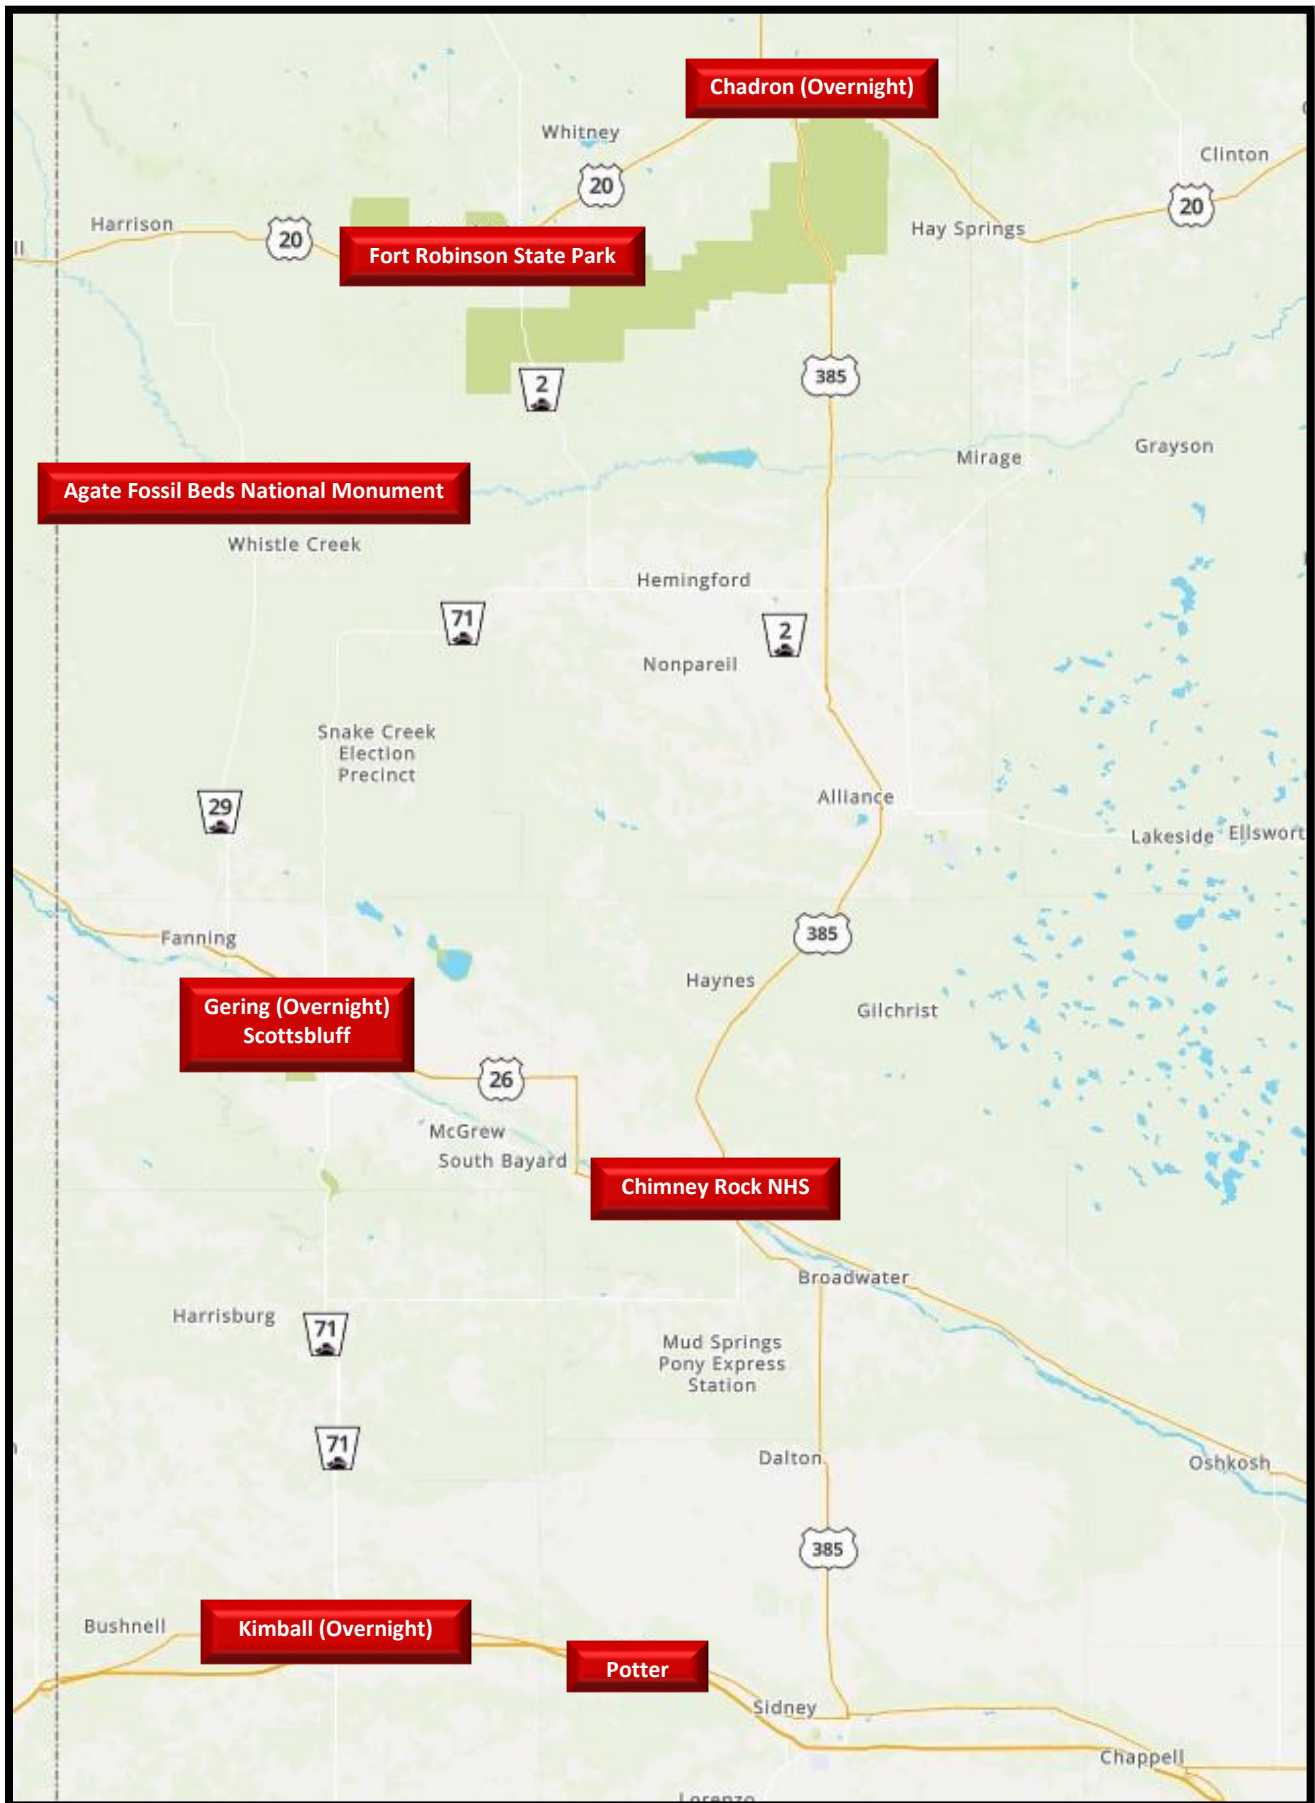 Chadron (Overnight)
Whitney
Clinton
20
20
Harrison
Hay Springs
20
ll
Fort Robinson State Park
385
2
Grayson
Mirage
Agate Fossil Beds National Monument
Whistle Creek
Hemingford
71
2
Nonpareil
Snake Creek
Election
Precinct
29
Alliance
Lakeside
Ellswort
Fanning
385
Haynes
Gering (Overnight)
Scottsbluff
Gilchrist
26
McGrew
South Bayard
Chimney Rock NHS
Broadwater
Harrisburg
71
Mud Springs
Pony Express
Station
71
Dalton
Oshkosh
385
Bushnell
Kimball (Overnight)
Potter
Sidney
Chappell
Lorenzo